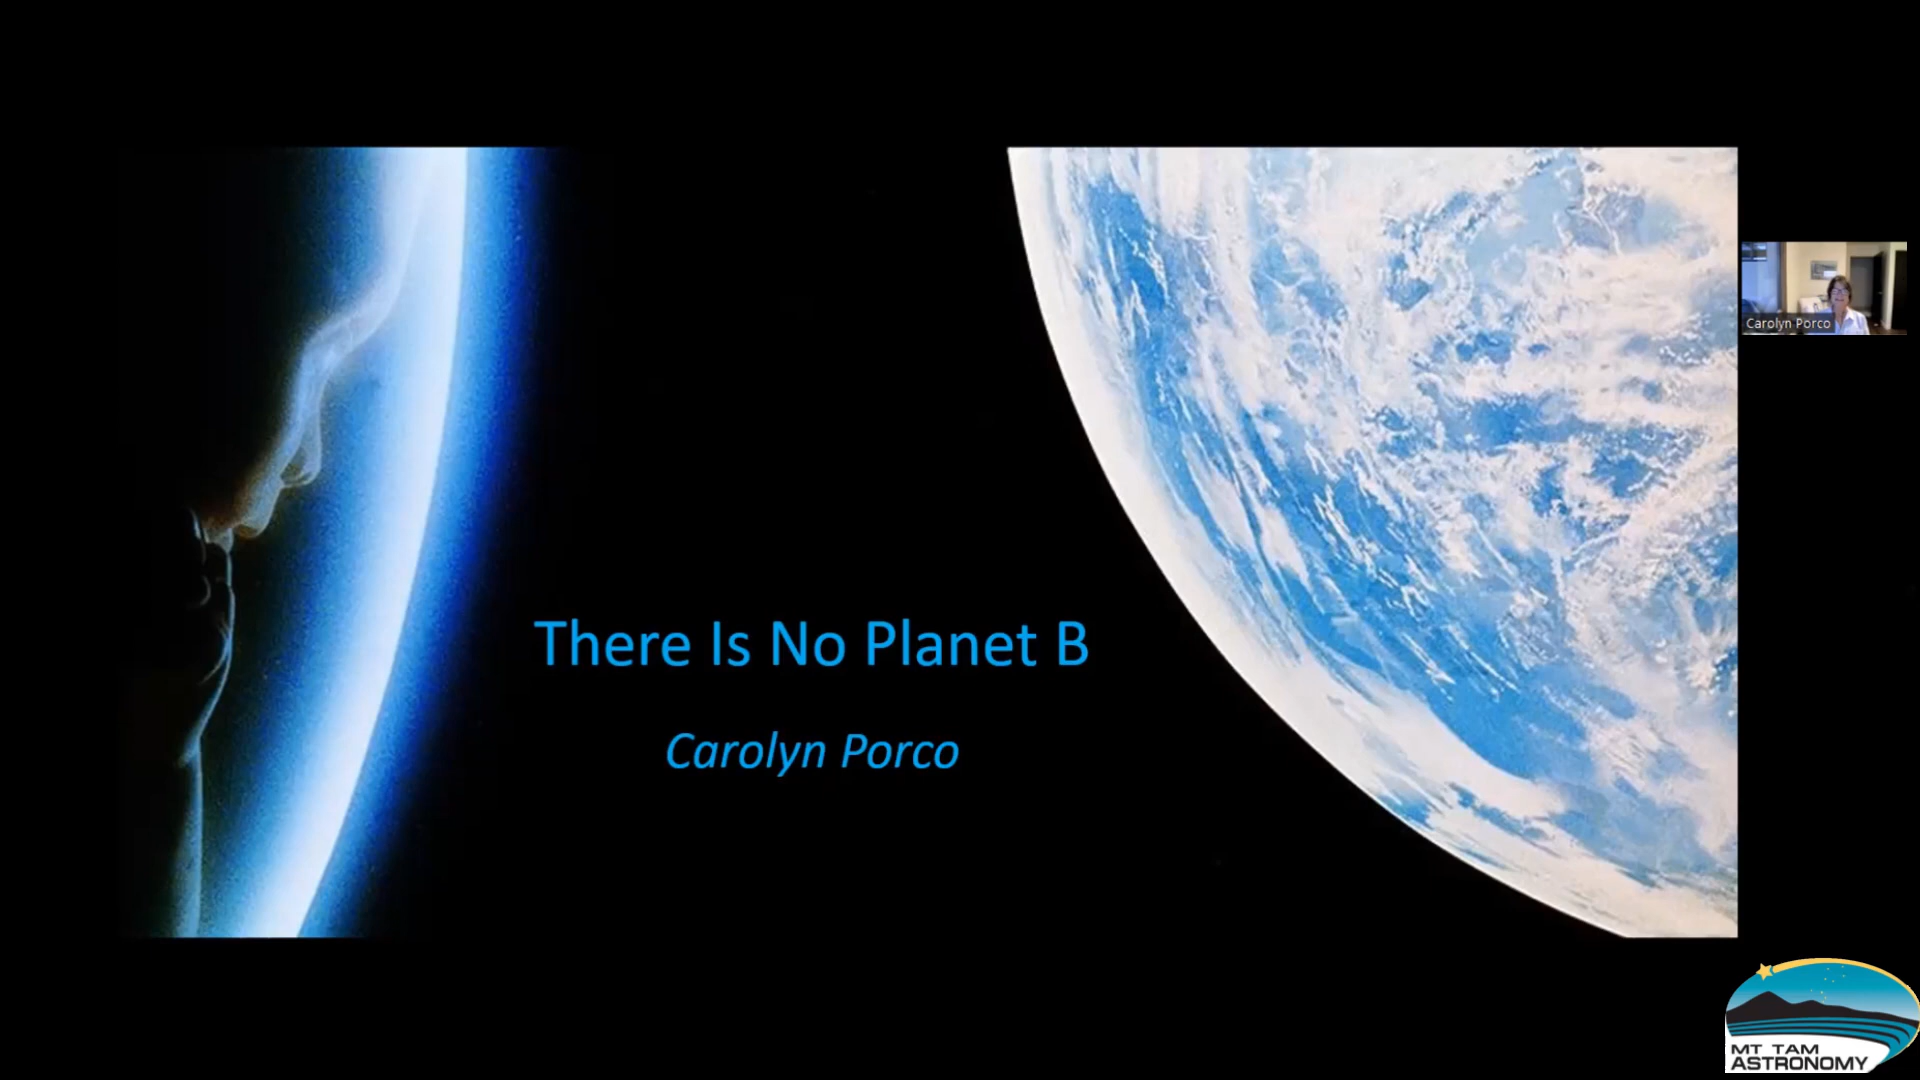 There Is No Planet B
Carolyn Porco
Carolyn Porco
MT TAM
ASTRONOMY